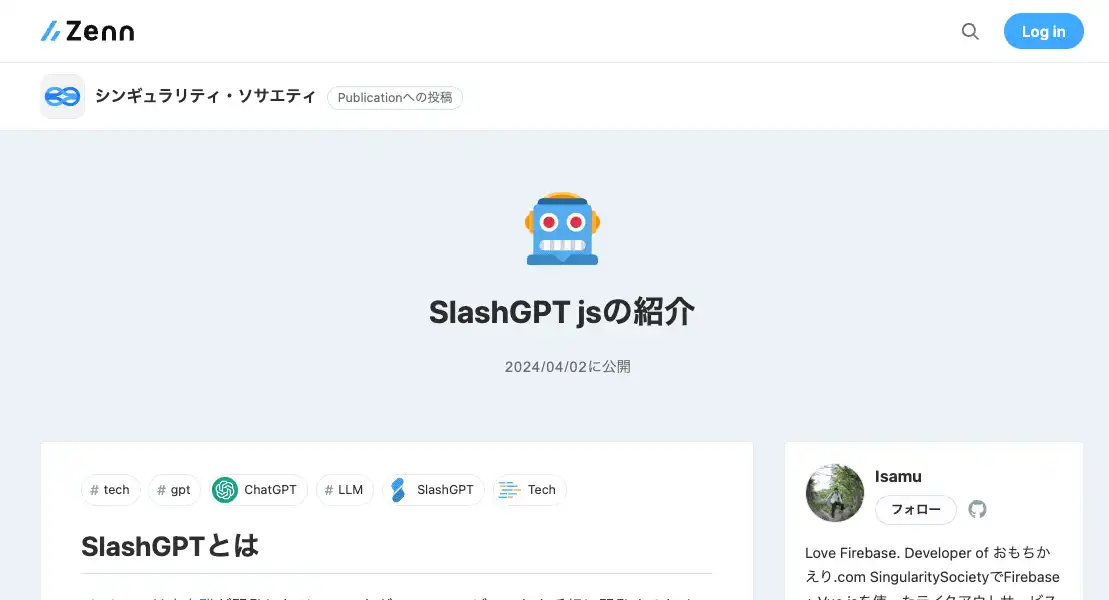 Zenn
Log in
シンギュラリティ・ソサエティ
Publicationへの投稿
SlashGPT jsの紹介
2024/04/02に公開
# tech
# gpt
ChatGPT
# LLM
SlashGPT
Tech
SlashGPTとは
Isamu
フォロー
Love Firebase. Developer of おもちか
えり.com SingularitySocietyでFirebase